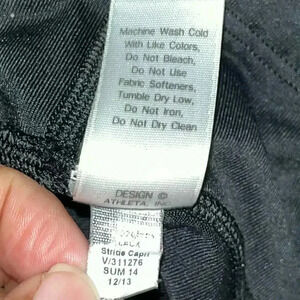 Machine Wash Cold
With Like Colors,
Do Not Bleach,
Do Not Use
Fabric Softeners,
Tumble Dry Low,
Do Not Iron,
Do Not Dry Clean
DESIGN ©
ATHLETA, INC.
Stride Capri
V/311276
SUM 14
12/13